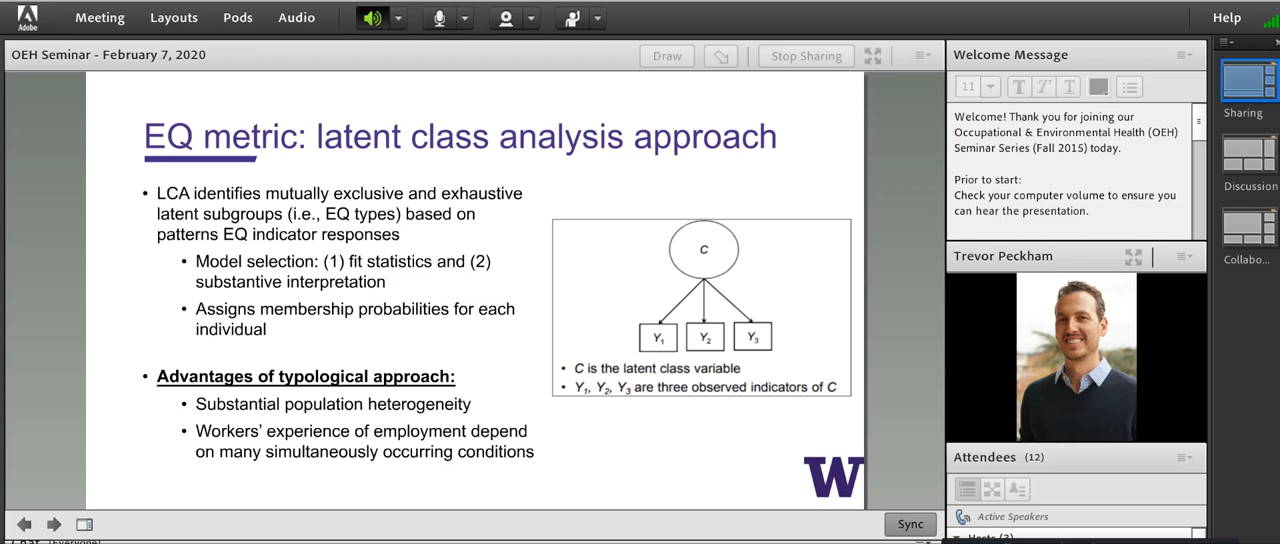 Adobe
Meeting
Layouts
Pods
Audio
Help
OEH Seminar - February 7, 2020
Draw
Stop Sharing
EQ metric: latent class analysis approach
• LCA identifies mutually exclusive and exhaustive
latent subgroups (i.e., EQ types) based on
patterns EQ indicator responses
• Model selection: (1) fit statistics and (2)
substantive interpretation
• Assigns membership probabilities for each
individual
• Advantages of typological approach:
• Substantial population heterogeneity
• Workers' experience of employment depend
on many simultaneously occurring conditions
C
Y₁ Y₂ Y₃
• C is the latent class variable
• Y₁, Y₂, Y₃ are three observed indicators of C
W
Sync
Welcome Message
11 T T T
Welcome! Thank you for joining our
Occupational & Environmental Health (OEH)
Seminar Series (Fall 2015) today.
Prior to start:
Check your computer volume to ensure you
can hear the presentation.
Trevor Peckham
Attendees (12)
Active Speakers
Hosts (3)
Sharing
Discussion
Collabo...
Chat (Everyone)